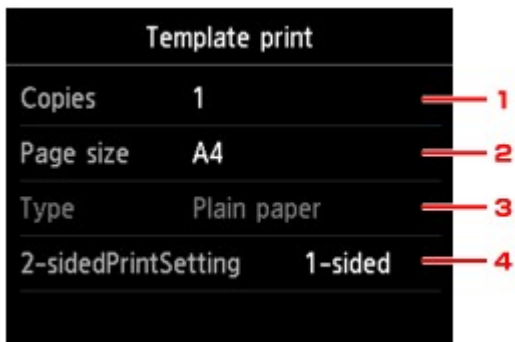 Template print
Copies 1 1
Page size A4 2
Type Plain paper 3
2-sidedPrintSetting 1-sided 4